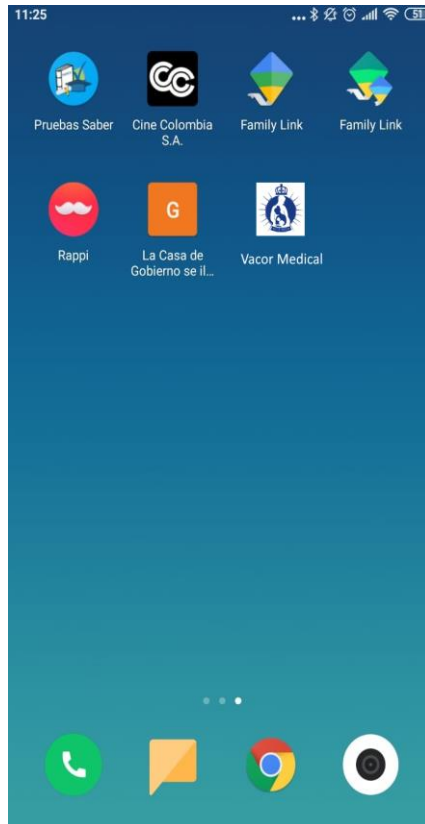 11:25
51
Pruebas Saber
Cine Colombia
S.A.
Family Link
Family Link
Rappi
G
La Casa de
Gobierno se il...
Vacor Medical